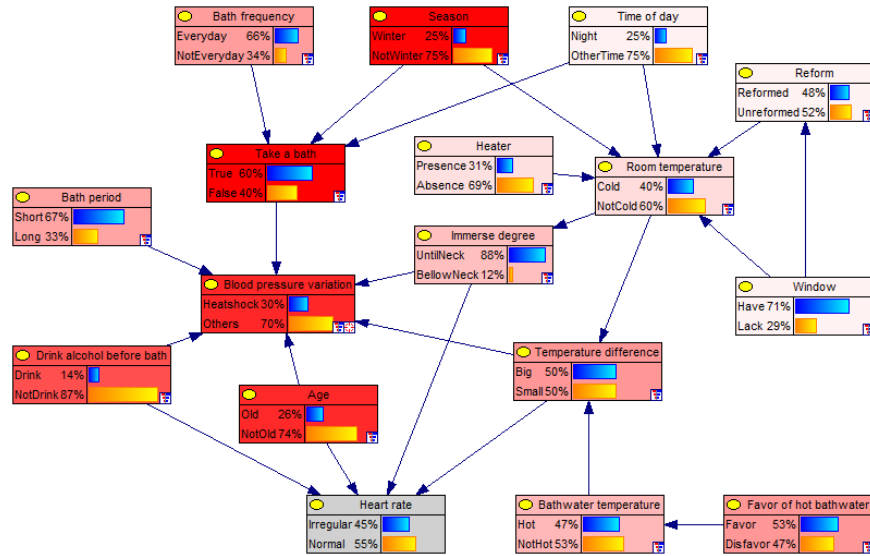 Bath frequency
Everyday 66%
NotEveryday 34%
Season
Winter 25%
NotWinter 75%
Time of day
Night 25%
OtherTime 75%
Reform
Reformed 48%
Unreformed 52%
Take a bath
True 60%
False 40%
Heater
Presence 31%
Absence 69%
Room temperature
Cold 40%
NotCold 60%
Bath period
Short 67%
Long 33%
Immerse degree
UntilNeck 88%
BellowNeck 12%
Blood pressure variation
Heatshock 30%
Others 70%
Window
Have 71%
Lack 29%
Drink alcohol before bath
Drink 14%
NotDrink 87%
Temperature difference
Big 50%
Small 50%
Age
Old 26%
NotOld 74%
Heart rate
Irregular 45%
Normal 55%
Bathwater temperature
Hot 47%
NotHot 53%
Favor of hot bathwater
Favor 53%
Disfavor 47%